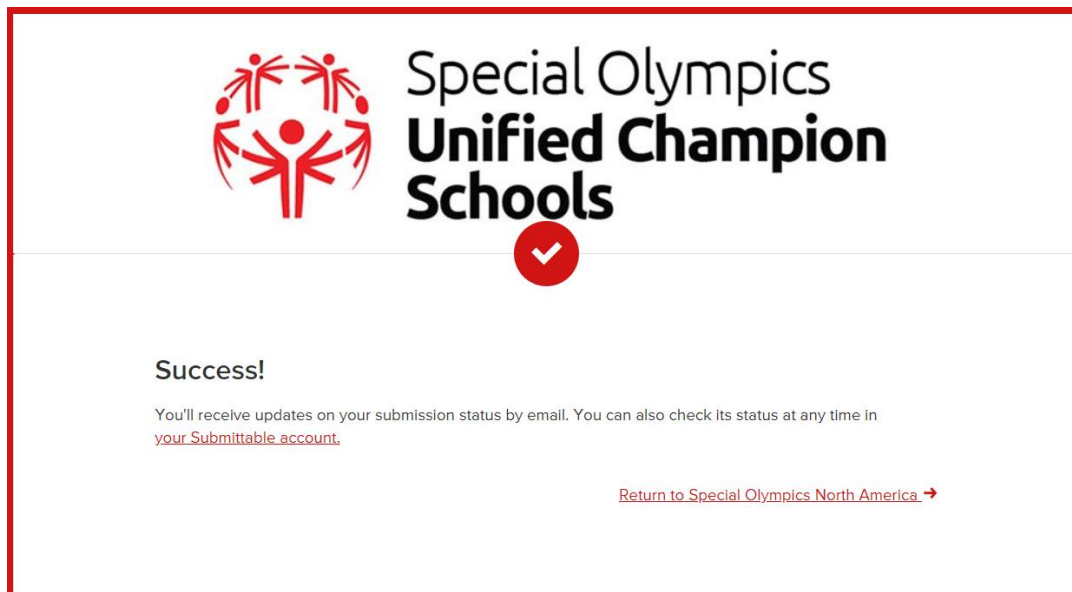 Special Olympics
Unified Champion
Schools
Success!
You'll receive updates on your submission status by email. You can also check its status at any time in
your Submittable account.
Return to Special Olympics North America